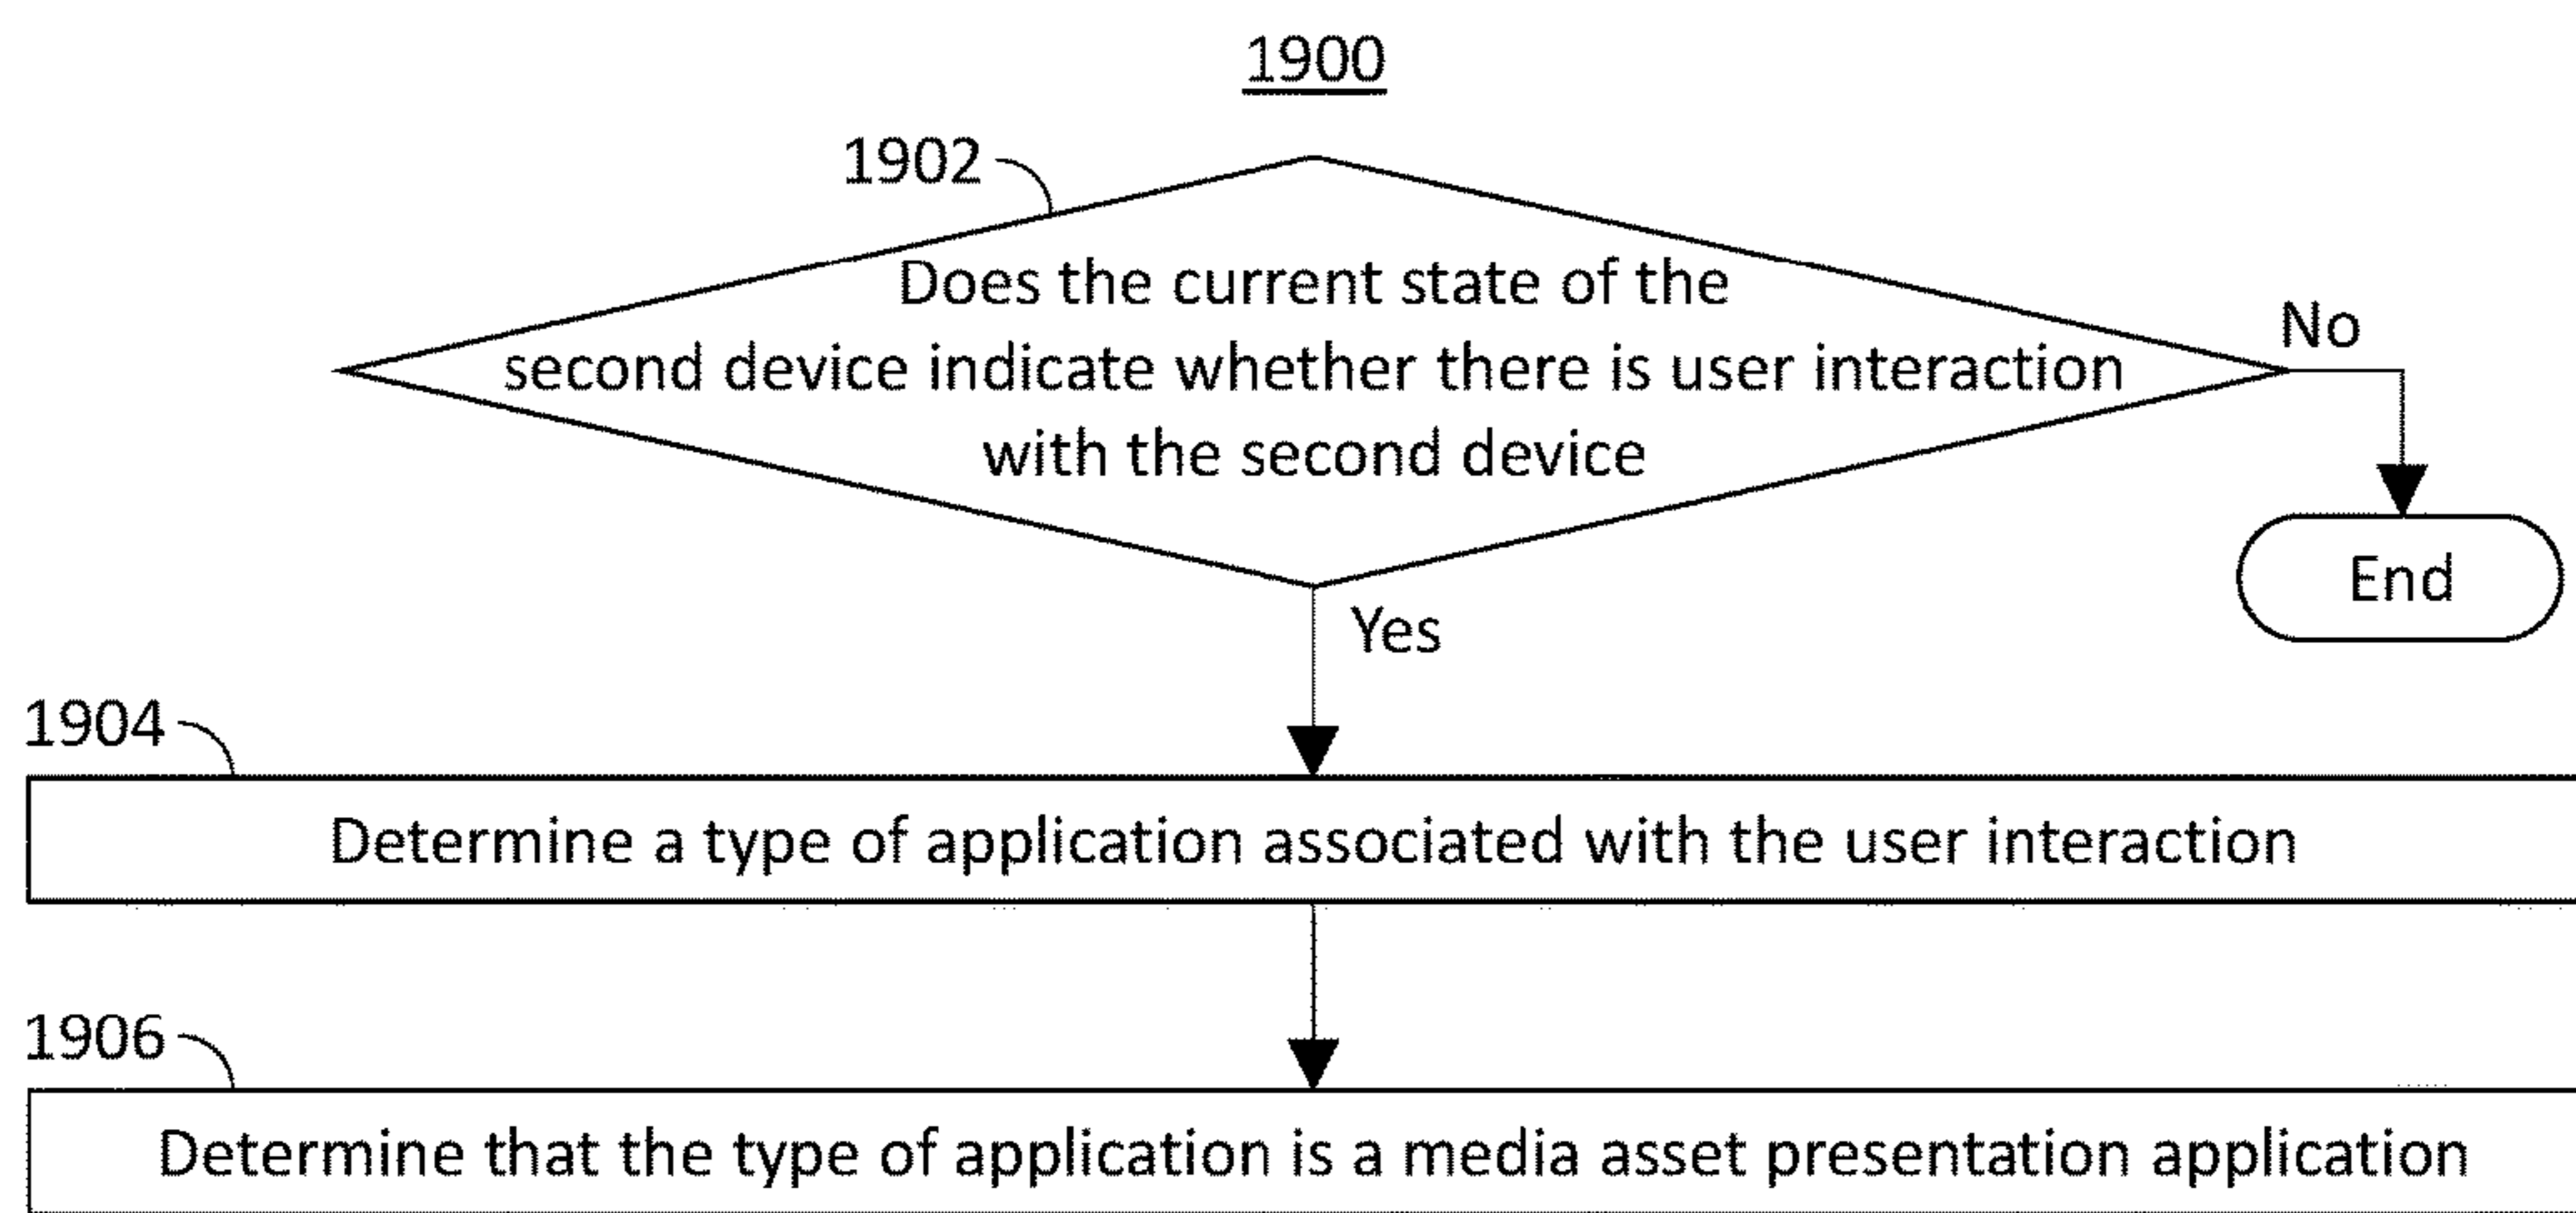 1900
1902
Does the current state of the
second device indicate whether there is user interaction
with the second device
No
End
Yes
1904
Determine a type of application associated with the user interaction
1906
Determine that the type of application is a media asset presentation application